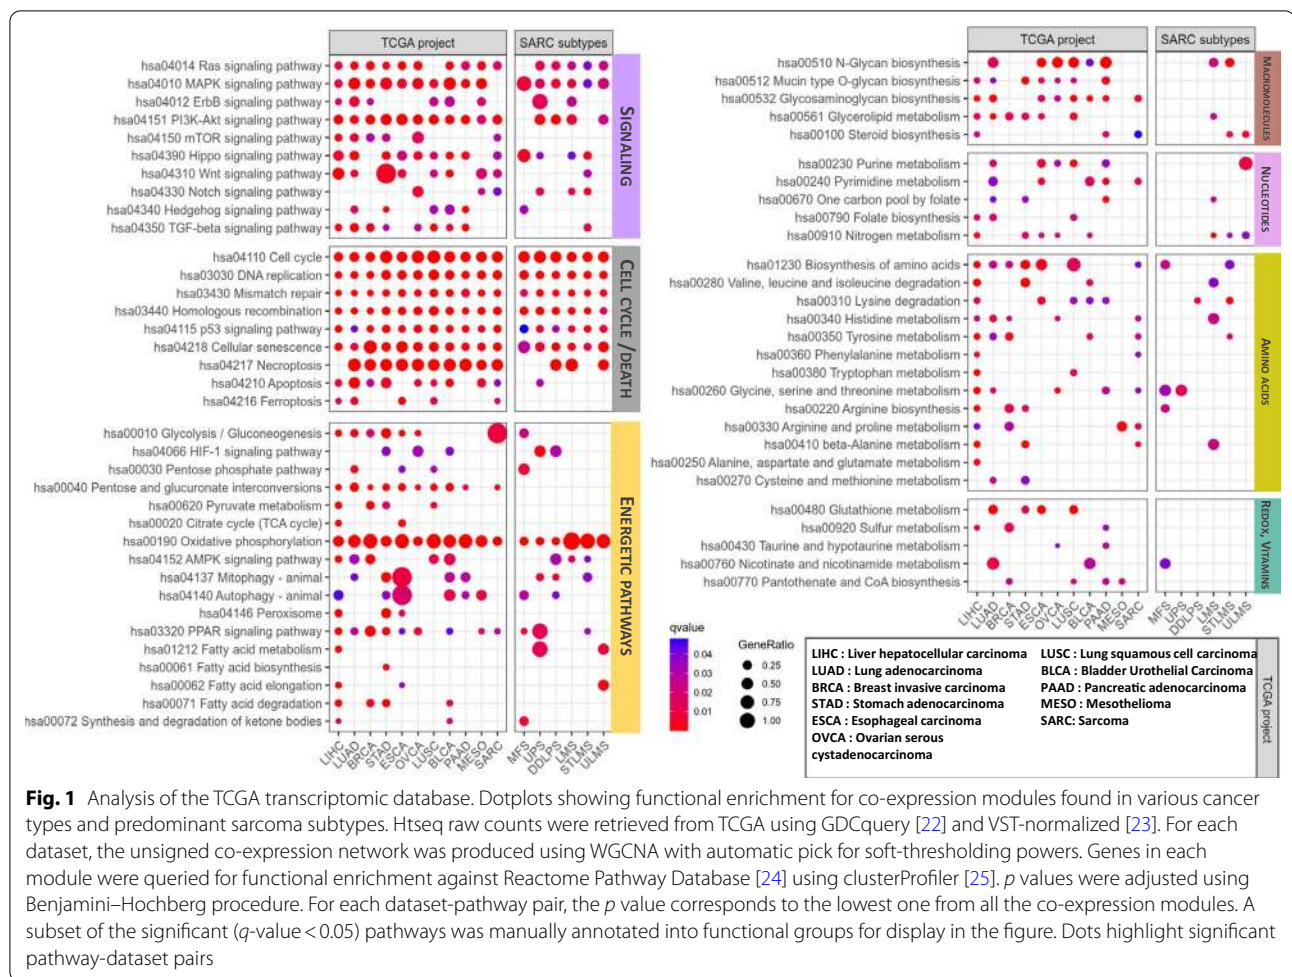 TCGA project
SARC subtypes
hsa04014 Ras signaling pathway
hsa04010 MAPK signaling pathway
hsa04012 ErbB signaling pathway
hsa04151 PI3K-Akt signaling pathway
hsa04150 mTOR signaling pathway
hsa04390 Hippo signaling pathway
hsa04310 Wnt signaling pathway
hsa04330 Notch signaling pathway
hsa04340 Hedgehog signaling pathway
hsa04350 TGF-beta signaling pathway
SIGNALING
hsa04110 Cell cycle
hsa03030 DNA replication
hsa03430 Mismatch repair
hsa03440 Homologous recombination
hsa04115 p53 signaling pathway
hsa04218 Cellular senescence
hsa04217 Necroptosis
hsa04210 Apoptosis
hsa04216 Ferroptosis
CELL CYCLE /DEATH
hsa00010 Glycolysis / Gluconeogenesis
hsa04066 HIF-1 signaling pathway
hsa00030 Pentose phosphate pathway
hsa00040 Pentose and glucuronate interconversions
hsa00620 Pyruvate metabolism
hsa00020 Citrate cycle (TCA cycle)
hsa00190 Oxidative phosphorylation
hsa04152 AMPK signaling pathway
hsa04137 Mitophagy - animal
hsa04140 Autophagy - animal
hsa04146 Peroxisome
hsa03320 PPAR signaling pathway
hsa01212 Fatty acid metabolism
hsa00061 Fatty acid biosynthesis
hsa00062 Fatty acid elongation
hsa00071 Fatty acid degradation
hsa00072 Synthesis and degradation of ketone bodies
ENERGETIC PATHWAYS
LIHC
LUAD
BRCA
STAD
ESCA
OVCA
LUSC
BLCA
PAAD
MESO
SARC
MFS
UPS
DDLPS
LMS
STLMS
ULMS
TCGA project
SARC subtypes
hsa00510 N-Glycan biosynthesis
hsa00512 Mucin type O-glycan biosynthesis
hsa00532 Glycosaminoglycan biosynthesis
hsa00561 Glycerolipid metabolism
hsa00100 Steroid biosynthesis
MACROMOLECULES
hsa00230 Purine metabolism
hsa00240 Pyrimidine metabolism
hsa00670 One carbon pool by folate
hsa00790 Folate biosynthesis
hsa00910 Nitrogen metabolism
NUCLEOTIDES
hsa01230 Biosynthesis of amino acids
hsa00280 Valine, leucine and isoleucine degradation
hsa00310 Lysine degradation
hsa00340 Histidine metabolism
hsa00350 Tyrosine metabolism
hsa00360 Phenylalanine metabolism
hsa00380 Tryptophan metabolism
hsa00260 Glycine, serine and threonine metabolism
hsa00220 Arginine biosynthesis
hsa00330 Arginine and proline metabolism
hsa00410 beta-Alanine metabolism
hsa00250 Alanine, aspartate and glutamate metabolism
hsa00270 Cysteine and methionine metabolism
AMINO ACIDS
hsa00480 Glutathione metabolism
hsa00920 Sulfur metabolism
hsa00430 Taurine and hypotaurine metabolism
hsa00760 Nicotinate and nicotinamide metabolism
hsa00770 Pantothenate and CoA biosynthesis
REDOX, VITAMINS
LIHC
LUAD
BRCA
STAD
ESCA
OVCA
LUSC
BLCA
PAAD
MESO
SARC
MFS
UPS
DDLPS
LMS
STLMS
ULMS
qvalue
0.04
0.03
0.02
0.01
GeneRatio
0.25
0.50
0.75
1.00
LIHC : Liver hepatocellular carcinoma
LUAD : Lung adenocarcinoma
BRCA : Breast invasive carcinoma
STAD : Stomach adenocarcinoma
ESCA : Esophageal carcinoma
OVCA : Ovarian serous
cystadenocarcinoma
LUSC : Lung squamous cell carcinoma
BLCA : Bladder Urothelial Carcinoma
PAAD : Pancreatic adenocarcinoma
MESO : Mesothelioma
SARC: Sarcoma
TCGA project
Fig. 1 Analysis of the TCGA transcriptomic database. Dotplots showing functional enrichment for co-expression modules found in various cancer
types and predominant sarcoma subtypes. Htseq raw counts were retrieved from TCGA using GDCquery [22] and VST-normalized [23]. For each
dataset, the unsigned co-expression network was produced using WGCNA with automatic pick for soft-thresholding powers. Genes in each
module were queried for functional enrichment against Reactome Pathway Database [24] using clusterProfiler [25]. p values were adjusted using
Benjamini–Hochberg procedure. For each dataset-pathway pair, the p value corresponds to the lowest one from all the co-expression modules. A
subset of the significant (q-value < 0.05) pathways was manually annotated into functional groups for display in the figure. Dots highlight significant
pathway-dataset pairs